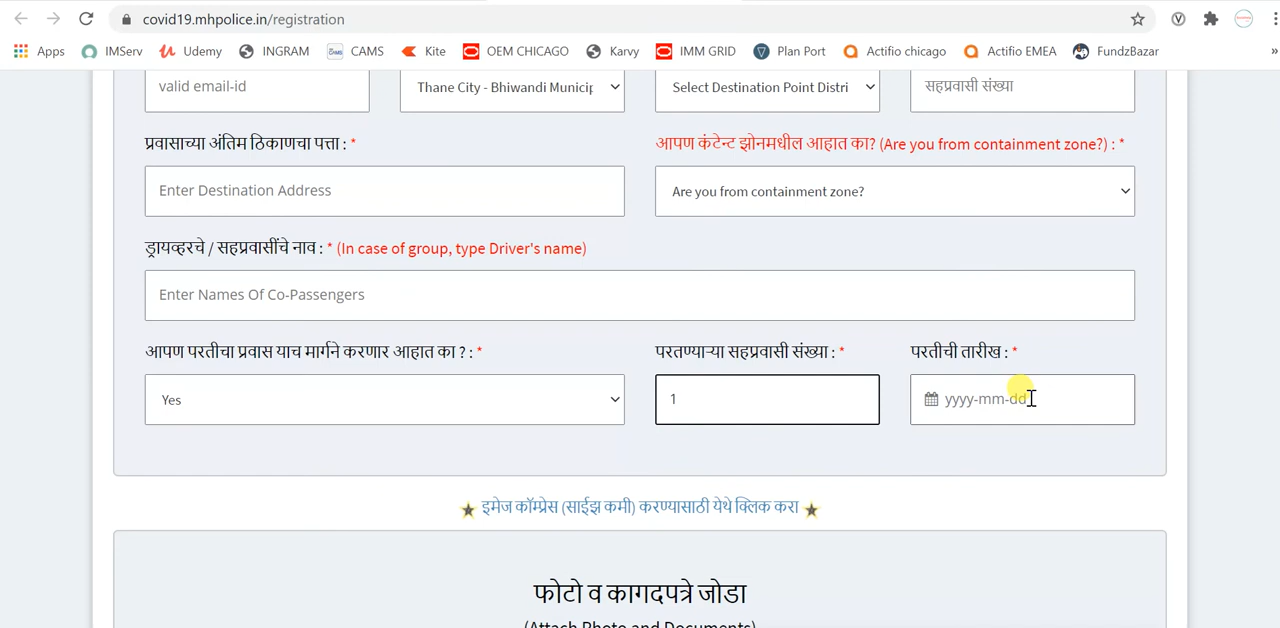 covid19.mhpolice.in/registration
Apps IMServ Udemy INGRAM CAMS Kite OEM CHICAGO Karvy IMM GRID Plan Port Actifio chicago Actifio EMEA FundzBazar »
valid email-id Thane City - Bhiwandi Municip Select Destination Point Distri सहप्रवासी संख्या
प्रवासाच्या अंतिम ठिकाणचा पत्ता : * आपण कंटेन्ट झोनमधील आहात का? (Are you from containment zone?) : *
Enter Destination Address Are you from containment zone?
ड्रायव्हरचे / सहप्रवासींचे नाव : * (In case of group, type Driver's name)
Enter Names Of Co-Passengers
आपण परतीचा प्रवास याच मार्गाने करणार आहात का ? : * परतण्याऱ्या सहप्रवासी संख्या : * परतीची तारीख : *
Yes 1 yyyy-mm-dd
★ इमेज कॉम्प्रेस (साईझ कमी) करण्यासाठी येथे क्लिक करा ★
फोटो व कागदपत्रे जोडा
(Attach Photo and Documents)